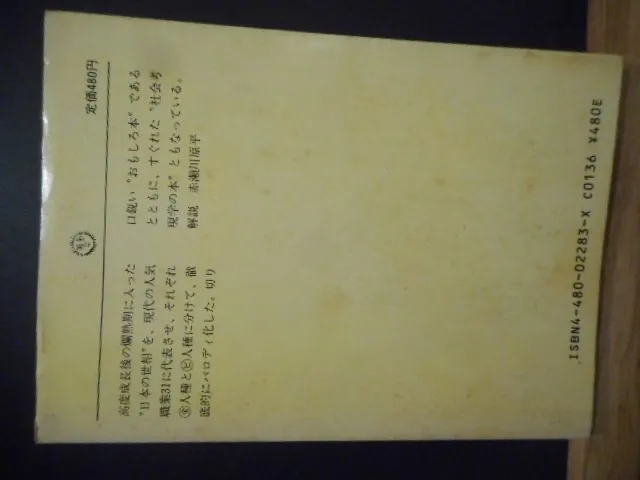 高度成長後の爛熟期に入った
“日本の世相”を、現代の人気
職業31に代表させ、それぞれ
㊎人種と㋪人種に分けて、徹
底的にパロディ化した。切り
口鋭い“おもしろ本”である
とともに、すぐれた“社会考
現学の本”ともなっている。
解説 赤瀬川原平
定価480円
ISBN4-480-02283-X C0136 ¥480E